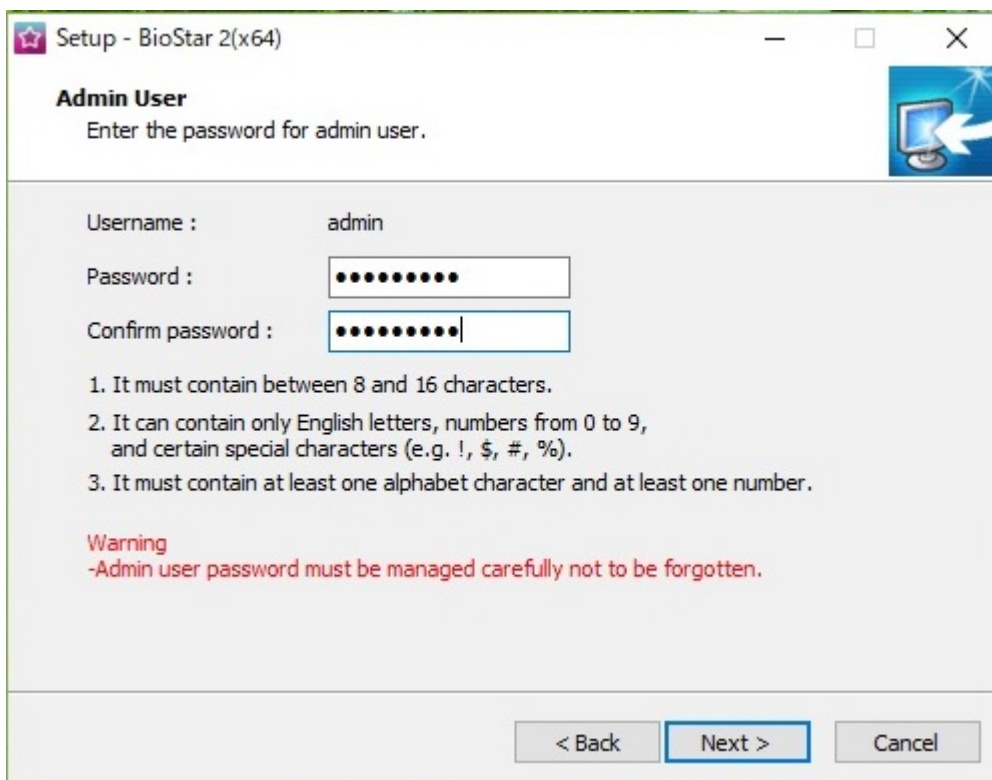 Setup - BioStar 2(x64)
Admin User
Enter the password for admin user.
Username : admin
Password : •••••••••
Confirm password : •••••••••
1. It must contain between 8 and 16 characters.
2. It can contain only English letters, numbers from 0 to 9,
and certain special characters (e.g. !, $, #, %).
3. It must contain at least one alphabet character and at least one number.
Warning
-Admin user password must be managed carefully not to be forgotten.
< Back Next > Cancel